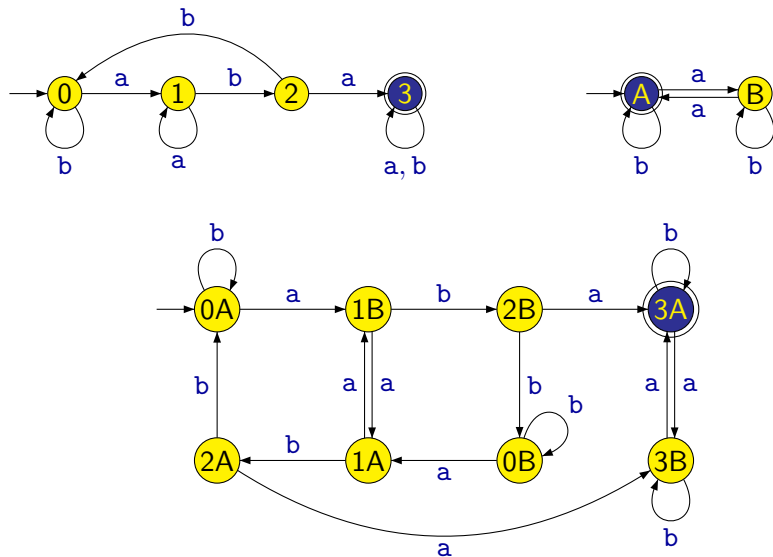 b
0 a 1 b 2 a 3
b a a, b
A a B
a
b b
b b
0A a 1B b 2B a 3A
b a a b b a a
2A b 1A a 0B 3B
a b